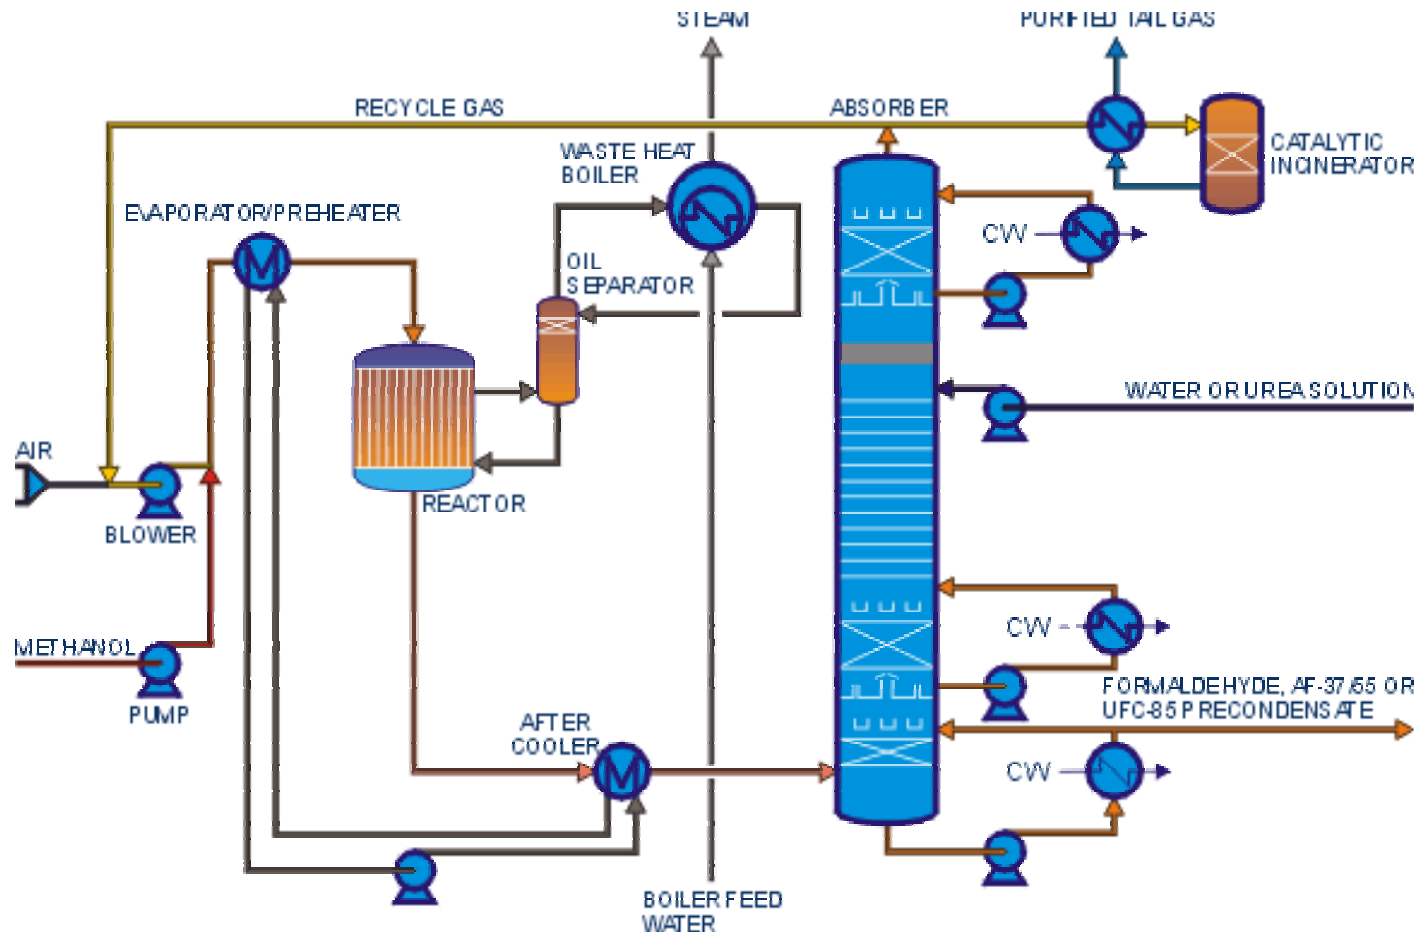 STEAM
PURIFIED TAIL GAS
RECYCLE GAS
ABSORBER
WASTE HEAT
BOILER
CATALYTIC
INCINERATOR
EVAPORATOR/PREHEATER
CW
OIL
SEPARATOR
WATER OR UREA SOLUTION
AIR
REACTOR
BLOWER
CW
METHANOL
FORMALDEHYDE, AF-37/55 OR
UFC-85 PRECONDENSATE
PUMP
AFTER
COOLER
CW
BOILER FEED
WATER